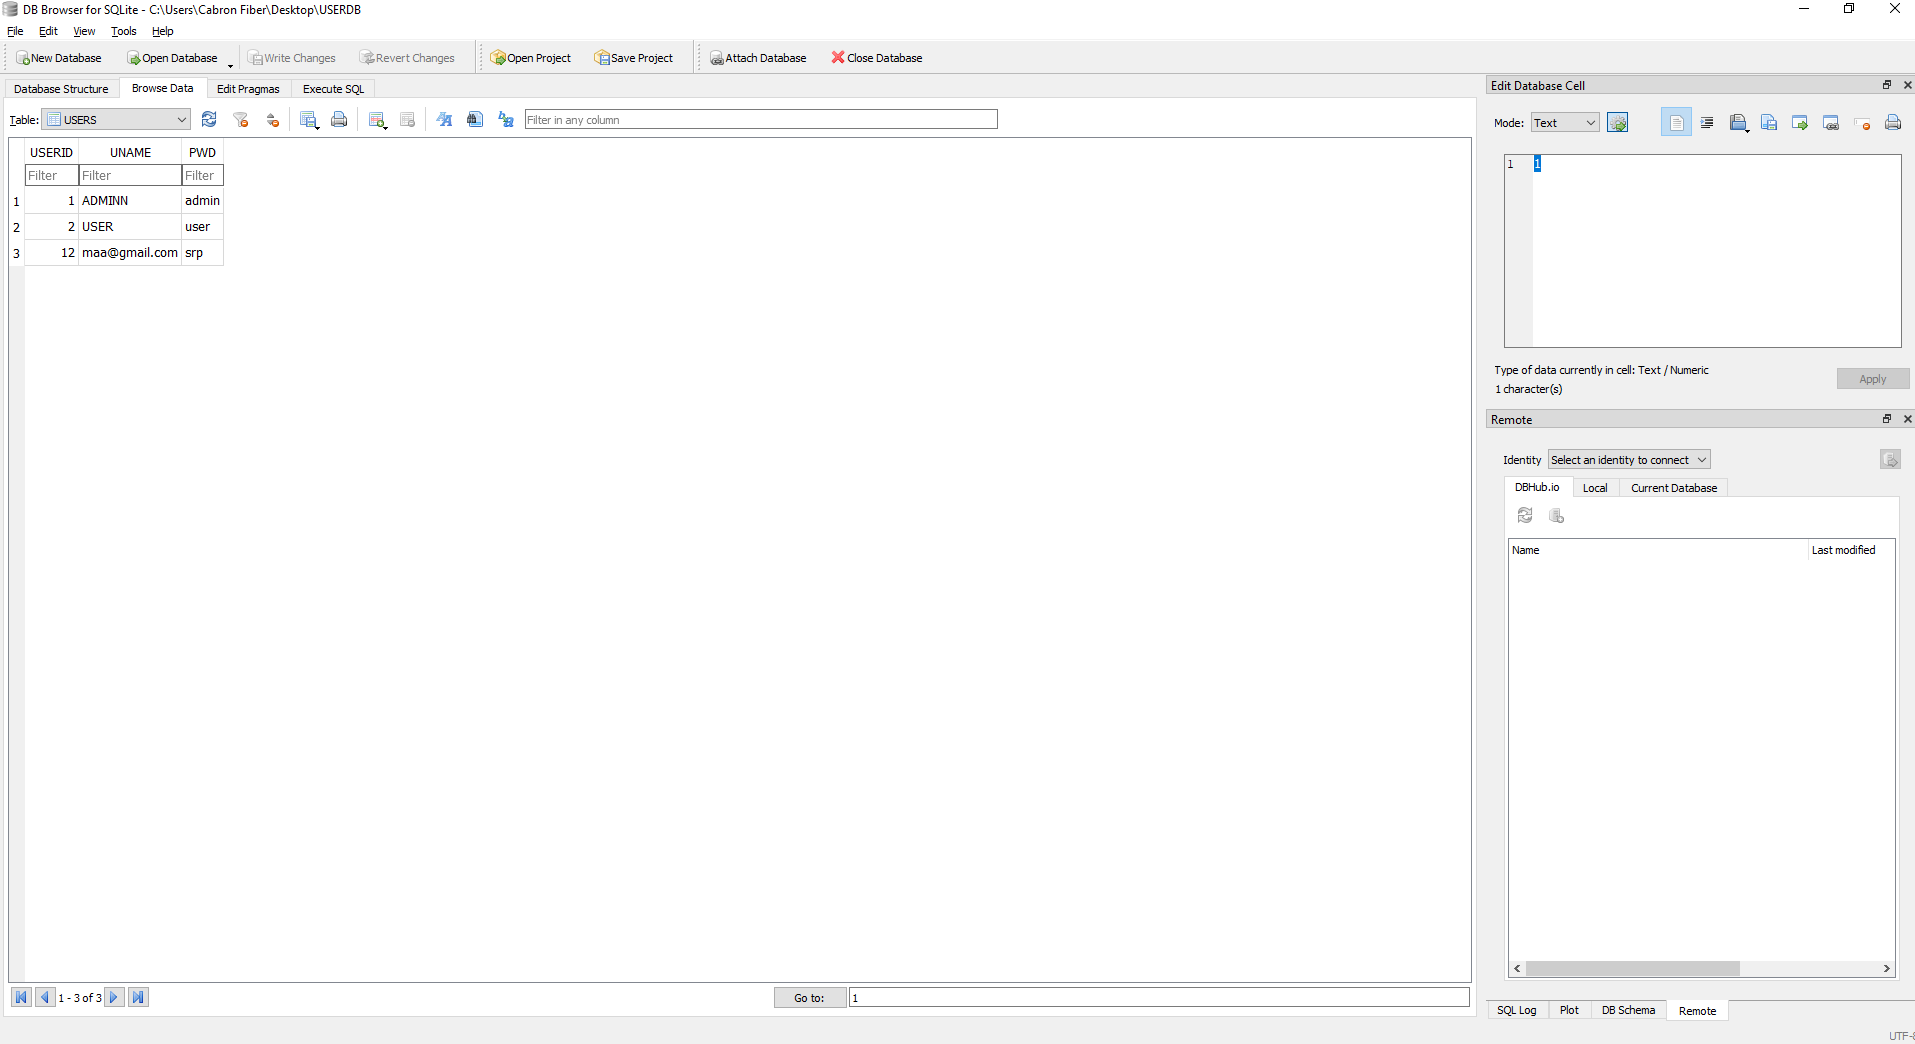 DB Browser for SQLite - C:\Users\Cabron Fiber\Desktop\USERDB
File Edit View Tools Help
New Database Open Database Write Changes Revert Changes Open Project Save Project Attach Database Close Database
Database Structure Browse Data Edit Pragmas Execute SQL
Table: USERS Filter in any column
USERID UNAME PWD
Filter Filter Filter
1 1 ADMINN admin
2 2 USER user
3 12 maa@gmail.com srp
1 - 3 of 3 Go to: 1
Edit Database Cell
Mode: Text
1 1
Type of data currently in cell: Text / Numeric
1 character(s)
Apply
Remote
Identity Select an identity to connect
DBHub.io Local Current Database
Name Last modified
SQL Log Plot DB Schema Remote